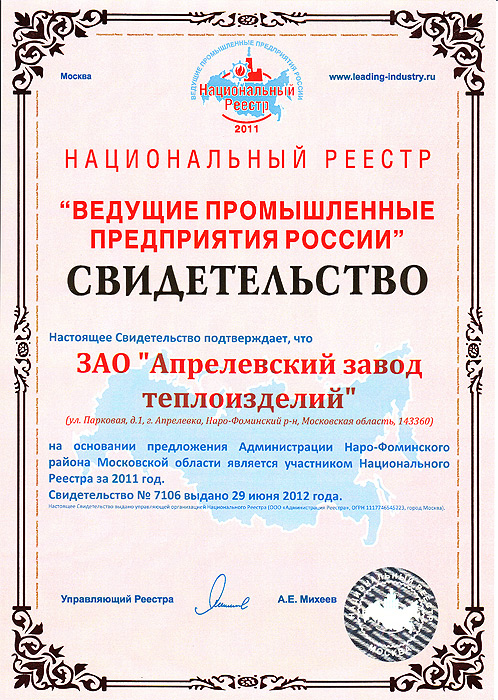 Москва
www.leading-industry.ru
ВЕДУЩИЕ ПРОМЫШЛЕННЫЕ ПРЕДПРИЯТИЯ РОССИИ
Национальный
Реестр
2011
НАЦИОНАЛЬНЫЙ РЕЕСТР
“ВЕДУЩИЕ ПРОМЫШЛЕННЫЕ
ПРЕДПРИЯТИЯ РОССИИ”
СВИДЕТЕЛЬСТВО
Настоящее Свидетельство подтверждает, что
ЗАО "Апрелевский завод
теплоизделий"
(ул. Парковая, д.1, г. Апрелевка, Наро-Фоминский р-н, Московская область, 143360)
на основании предложения Администрации Наро-Фоминского
района Московской области является участником Национального
Реестра за 2011 год.
Свидетельство № 7106 выдано 29 июня 2012 года.
Настоящее Свидетельство выдано управляющей организацией Национального Реестра (ООО «Администрация Реестра», ОГРН 1117746545223, город Москва).
Управляющий Реестра
А.Е. Михеев
НАЦИОНАЛЬНЫЙ РЕЕСТР
МОСКВА